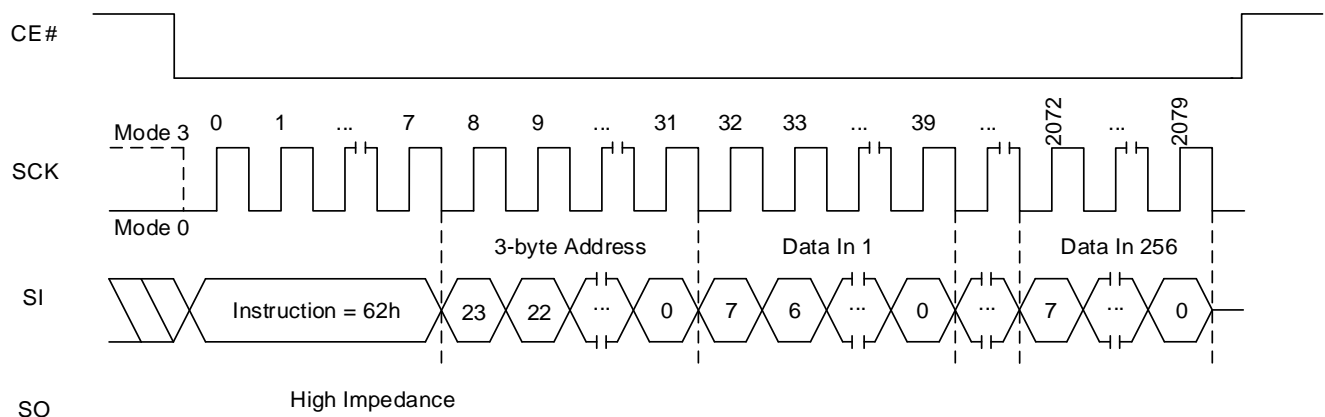 CE#
SCK
Mode 3
Mode 0
0 1 ... 7 8 9 ... 31 32 33 ... 39 ... 2072 ... 2079
3-byte Address Data In 1 Data In 256
SI
Instruction = 62h 23 22 ... 0 7 6 ... 0 ... 7 ... 0
SO
High Impedance